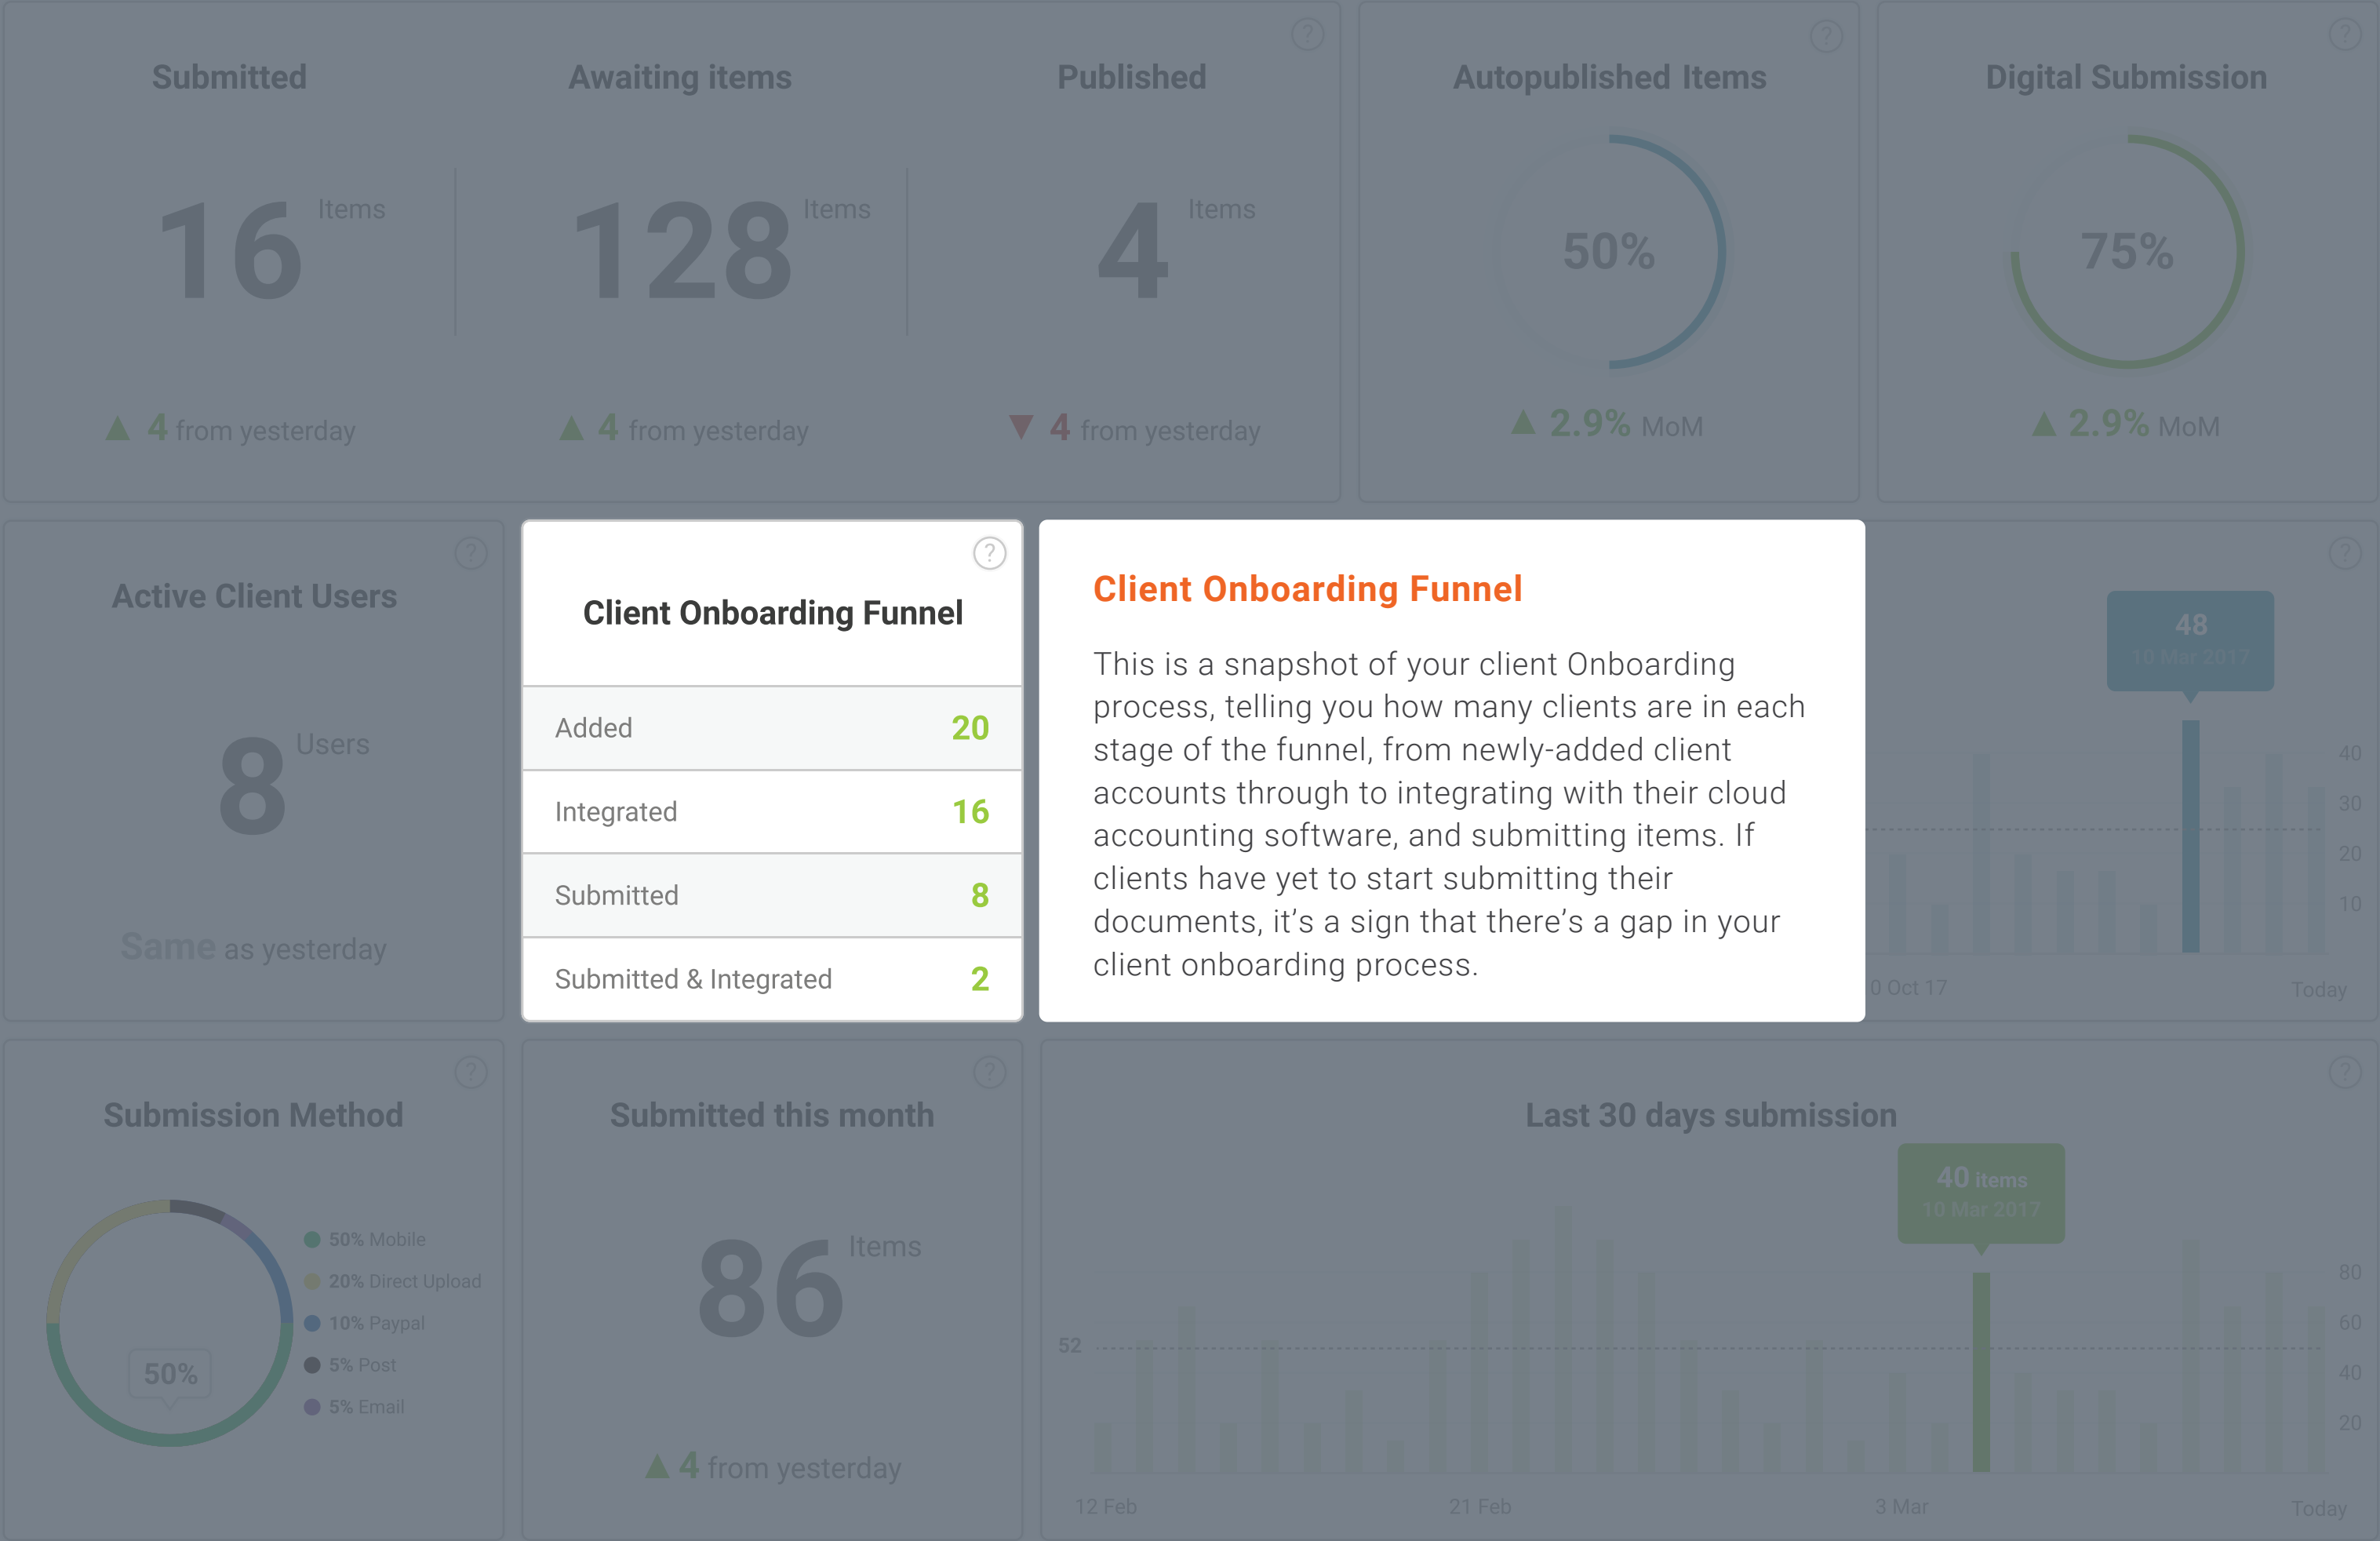 Submitted
Awaiting items
Published
Autopublished Items
Digital Submission
?
?
?
16 Items
128 Items
4 Items
50%
75%
▲ 4 from yesterday
▲ 4 from yesterday
▼ 4 from yesterday
▲ 2.9% MoM
▲ 2.9% MoM
Active Client Users
?
8 Users
Same as yesterday
?
Client Onboarding Funnel
Added 20
Integrated 16
Submitted 8
Submitted & Integrated 2
Client Onboarding Funnel
This is a snapshot of your client Onboarding
process, telling you how many clients are in each
stage of the funnel, from newly-added client
accounts through to integrating with their cloud
accounting software, and submitting items. If
clients have yet to start submitting their
documents, it’s a sign that there’s a gap in your
client onboarding process.
?
48
10 Mar 2017
40
30
20
10
0 Oct 17
Today
Submission Method
?
50% Mobile
20% Direct Upload
10% Paypal
5% Post
5% Email
50%
Submitted this month
?
86 Items
▲ 4 from yesterday
Last 30 days submission
?
40 items
10 Mar 2017
80
60
52
40
20
12 Feb
21 Feb
3 Mar
Today